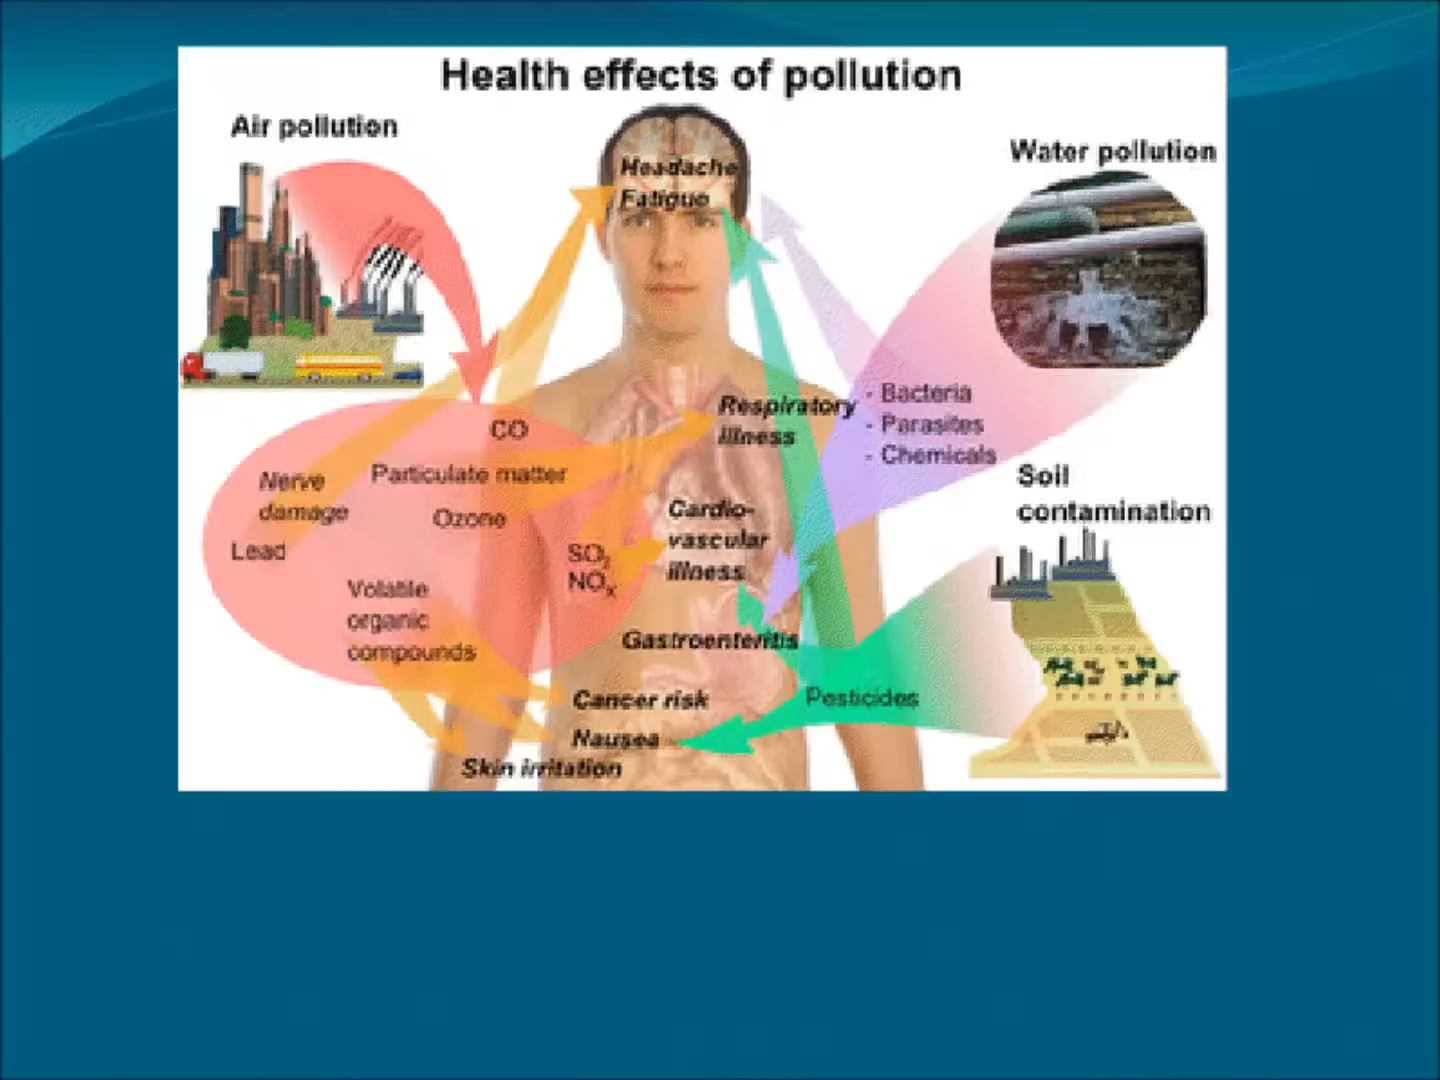 Health effects of pollution
Air pollution
Water pollution
Headache
Fatigue
- Bacteria
- Parasites
- Chemicals
Respiratory
illness
CO
Particulate matter
Nerve
damage
Ozone
Lead
SO₂
NOₓ
Cardio-
vascular
illness
Soil
contamination
Volatile
organic
compounds
Gastroenteritis
Pesticides
Cancer risk
Nausea
Skin irritation